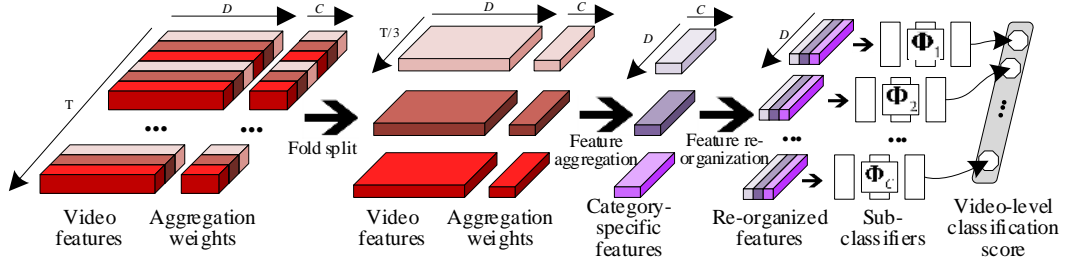 D
C
D
C
C
T/3
D
D
T
Φ1
Φ2
ΦC
Fold split
Feature
aggregation
Feature re-
organization
Video
features
Aggregation
weights
Video
features
Aggregation
weights
Category-
specific
features
Re-organized
features
Sub-
classifiers
Video-level
classification
score